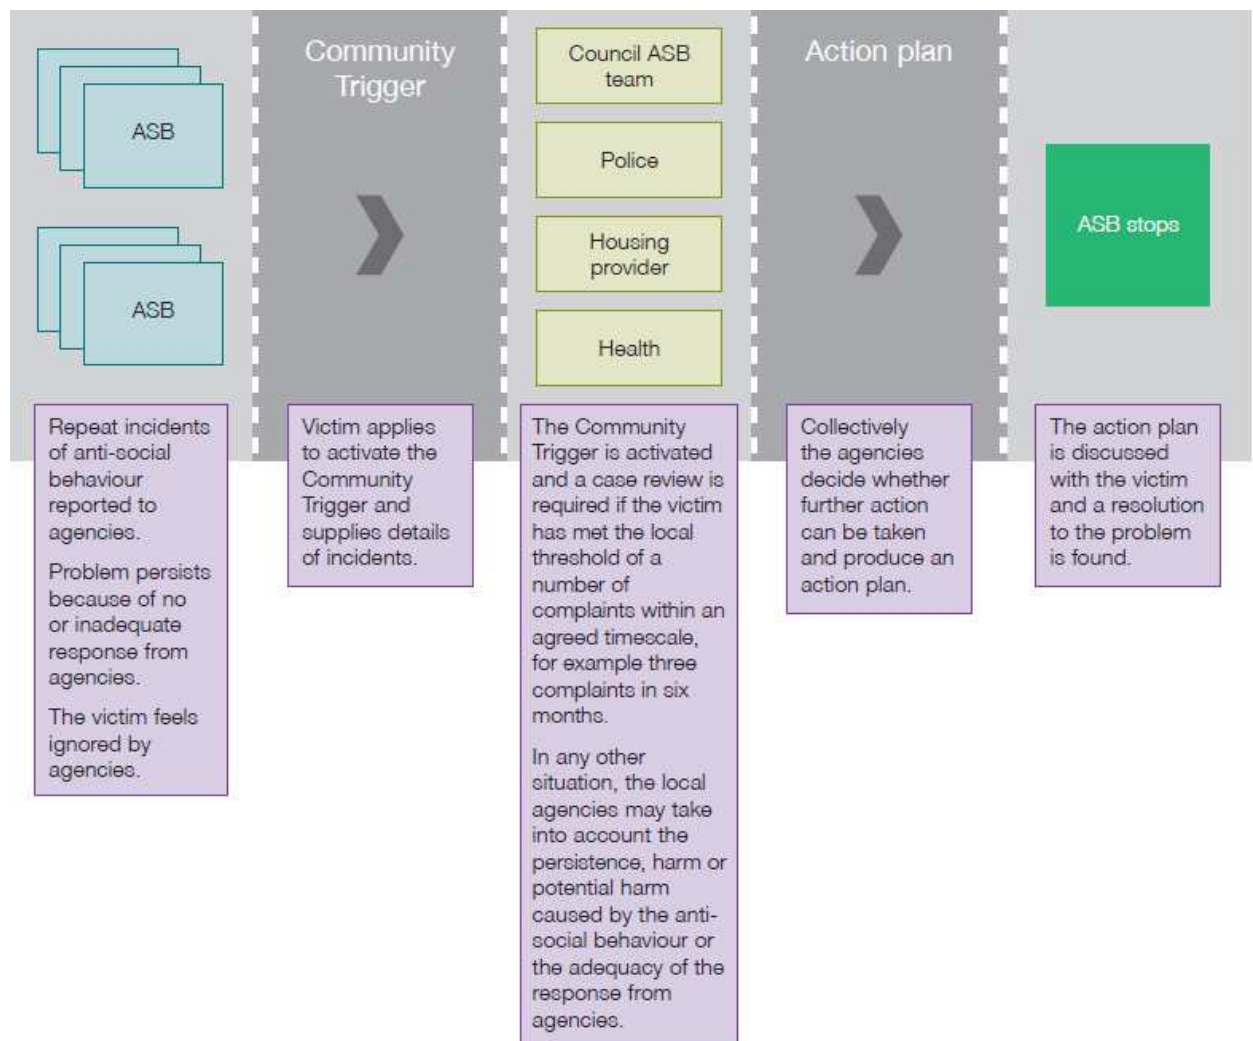 ASB
ASB
Community
Trigger
Council ASB
team
Police
Housing
provider
Health
Action plan
ASB stops
Repeat incidents
of anti-social
behaviour
reported to
agencies.
Problem persists
because of no
or inadequate
response from
agencies.
The victim feels
ignored by
agencies.
Victim applies
to activate the
Community
Trigger and
supplies details
of incidents.
The Community
Trigger is activated
and a case review is
required if the victim
has met the local
threshold of a
number of
complaints within an
agreed timescale,
for example three
complaints in six
months.
In any other
situation, the local
agencies may take
into account the
persistence, harm or
potential harm
caused by the anti-
social behaviour or
the adequacy of the
response from
agencies.
Collectively
the agencies
decide whether
further action
can be taken
and produce an
action plan.
The action plan
is discussed
with the victim
and a resolution
to the problem
is found.